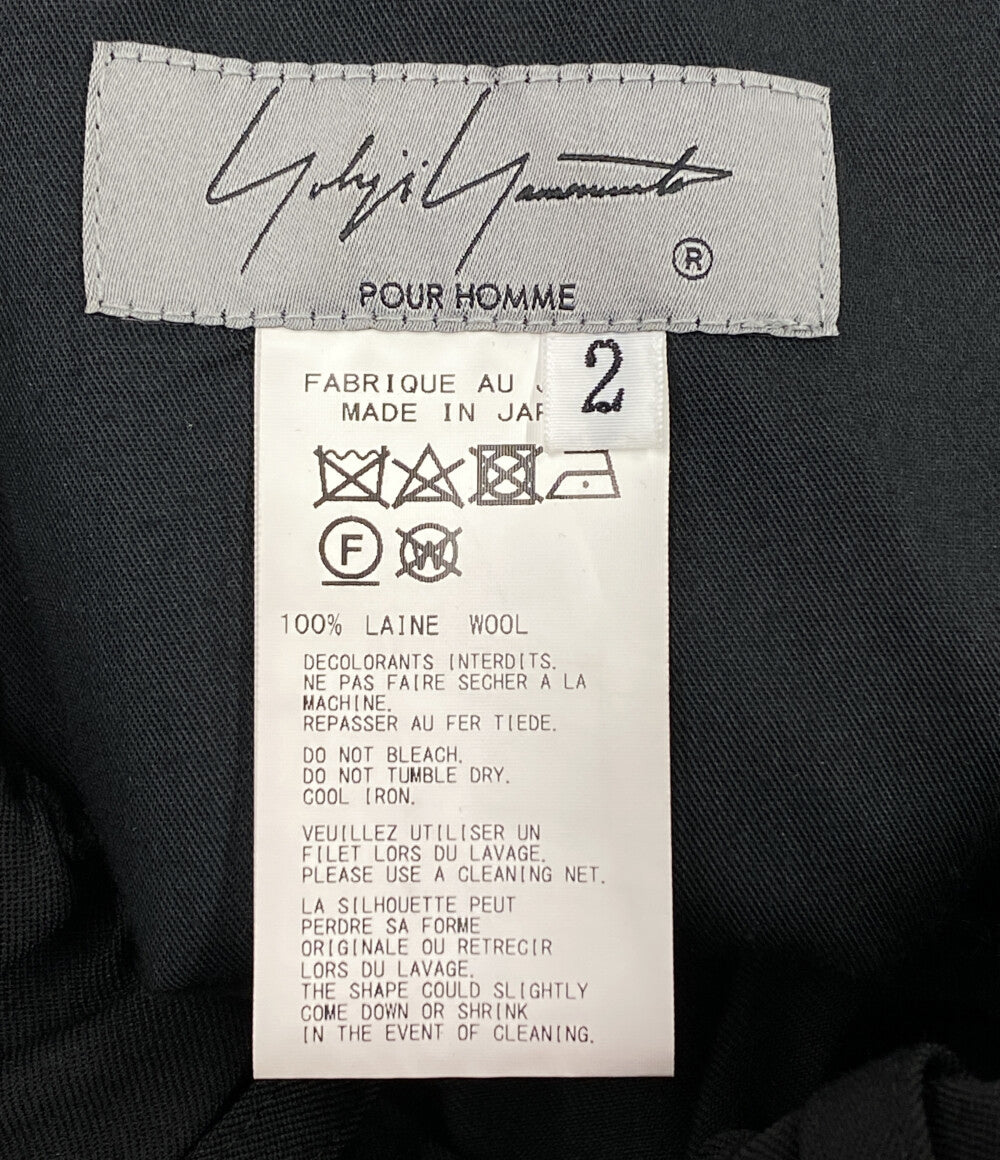 Yohji Yamamoto
®
POUR HOMME
2
FABRIQUE AU
MADE IN JAP
F W
100% LAINE WOOL
DECOLORANTS INTERDITS.
NE PAS FAIRE SECHER A LA
MACHINE.
REPASSER AU FER TIEDE.
DO NOT BLEACH.
DO NOT TUMBLE DRY.
COOL IRON.
VEUILLEZ UTILISER UN
FILET LORS DU LAVAGE.
PLEASE USE A CLEANING NET.
LA SILHOUETTE PEUT
PERDRE SA FORME
ORIGINALE OU RETRECIR
LORS DU LAVAGE.
THE SHAPE COULD SLIGHTLY
COME DOWN OR SHRINK
IN THE EVENT OF CLEANING.